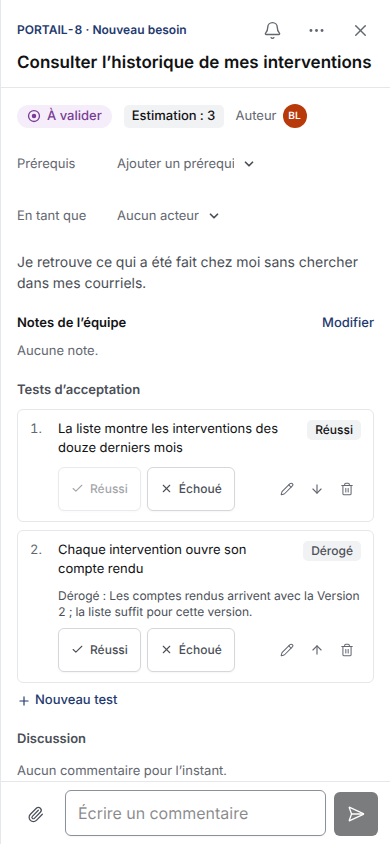 PORTAIL-8 · Nouveau besoin
Consulter l’historique de mes interventions
À valider
Estimation : 3
Auteur
BL
Prérequis
Ajouter un prérequi
En tant que
Aucun acteur
Je retrouve ce qui a été fait chez moi sans chercher
dans mes courriels.
Notes de l’équipe
Modifier
Aucune note.
Tests d’acceptation
1.
La liste montre les interventions des
douze derniers mois
Réussi
Réussi
Échoué
2.
Chaque intervention ouvre son
compte rendu
Dérogé
Dérogé : Les comptes rendus arrivent avec la Version
2 ; la liste suffit pour cette version.
Réussi
Échoué
+ Nouveau test
Discussion
Aucun commentaire pour l’instant.
Écrire un commentaire